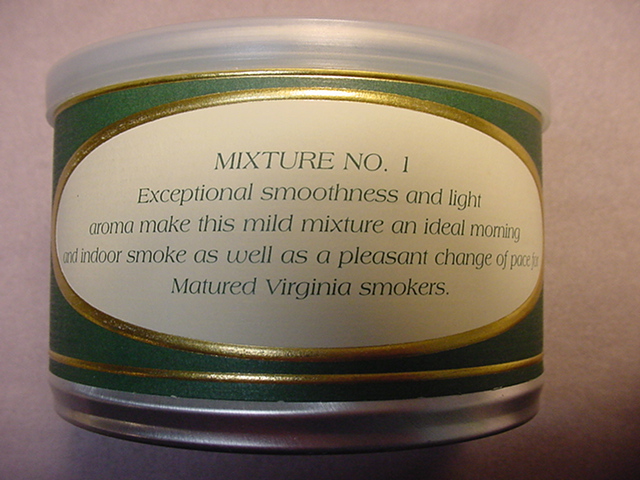 MIXTURE NO. 1
Exceptional smoothness and light
aroma make this mild mixture an ideal morning
and indoor smoke as well as a pleasant change of pace for
Matured Virginia smokers.